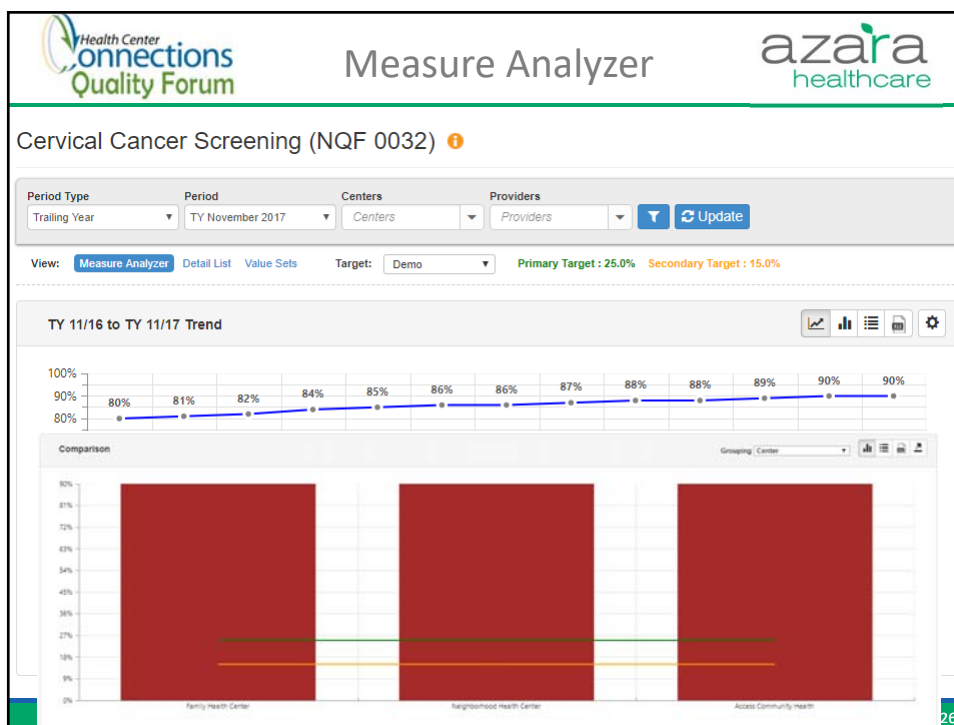 Health Center
Connections
Quality Forum
Measure Analyzer
azara
healthcare
Cervical Cancer Screening (NQF 0032)
Period Type Period Centers Providers
Trailing Year TY November 2017 Centers Providers Update
View: Measure Analyzer Detail List Value Sets Target: Demo Primary Target : 25.0% Secondary Target : 15.0%
TY 11/16 to TY 11/17 Trend
100%
90%
80%
80% 81% 82% 84% 85% 86% 86% 87% 88% 88% 89% 90% 90%
Comparison Grouping Center
90%
81%
72%
63%
54%
45%
36%
27%
18%
9%
0%
Family Health Center Neighborhood Health Center Access Community Health
26